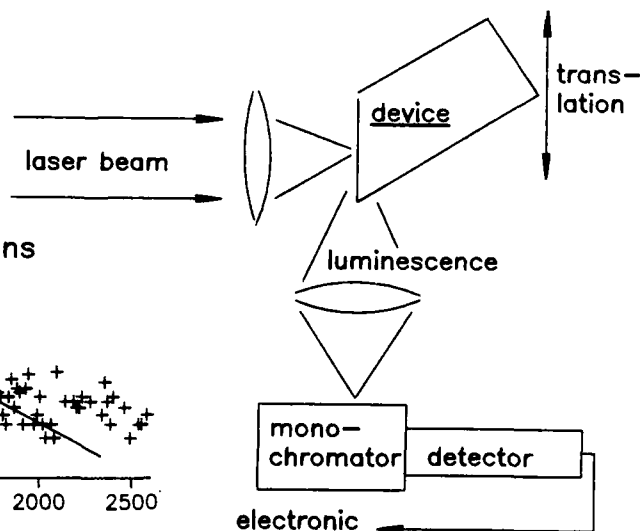 trans-
lation
device
laser beam
ns
luminescence
mono-
chromator
detector
2000 2500
electronic